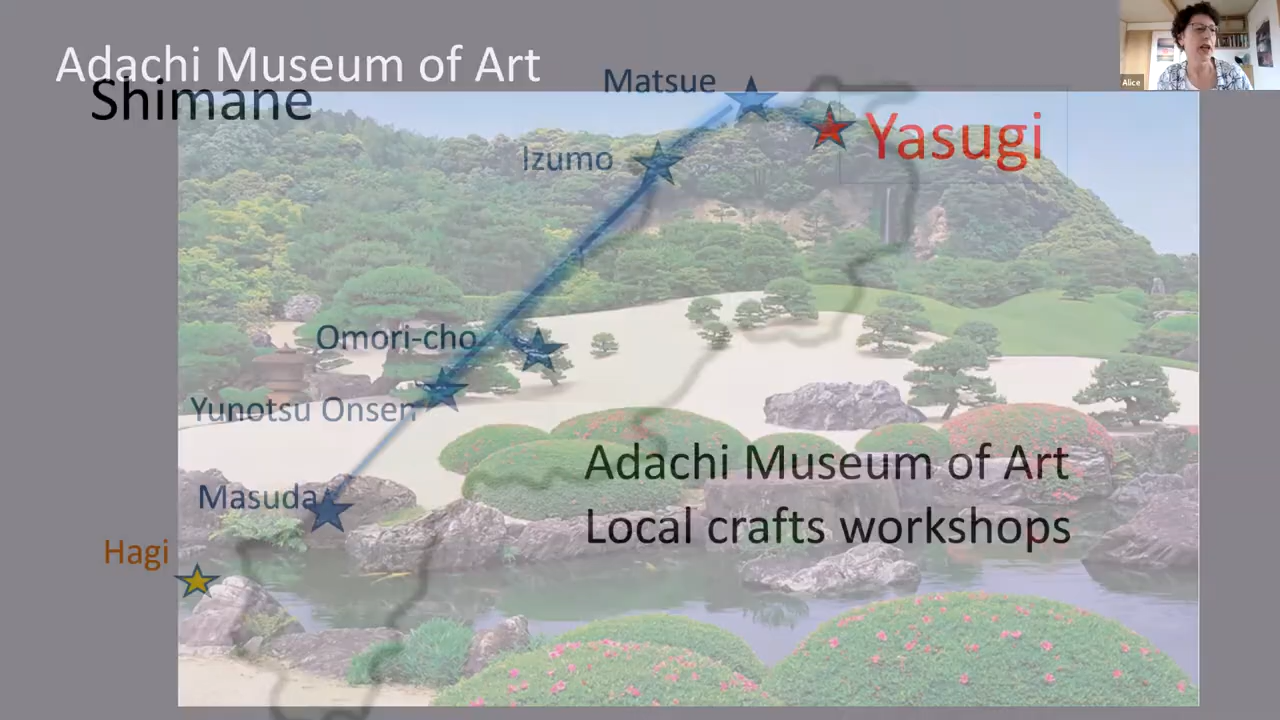 Adachi Museum of Art
Shimane
Matsue
Alice
Yasugi
Izumo
Omori-cho
Yunotsu Onsen
Adachi Museum of Art
Local crafts workshops
Masuda
Hagi